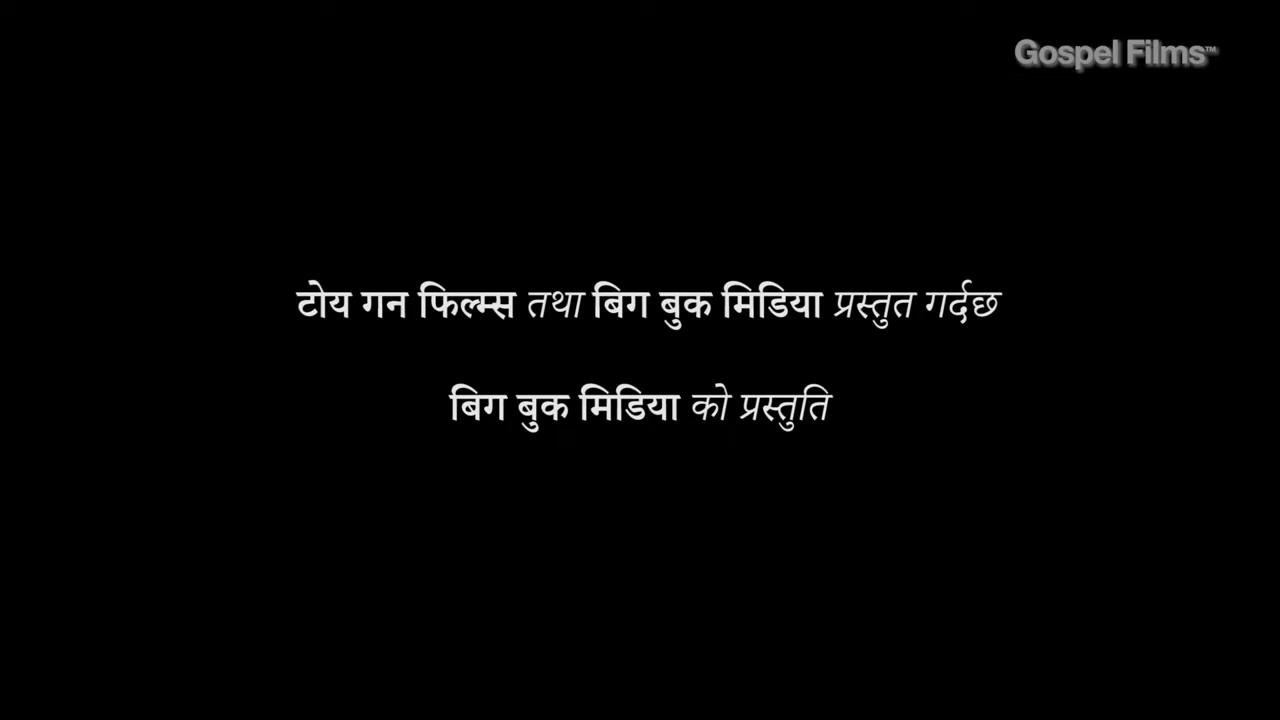 Gospel Films™
टोय गन फिल्म्स तथा बिग बुक मिडिया प्रस्तुत गर्दछ
बिग बुक मिडिया को प्रस्तुति